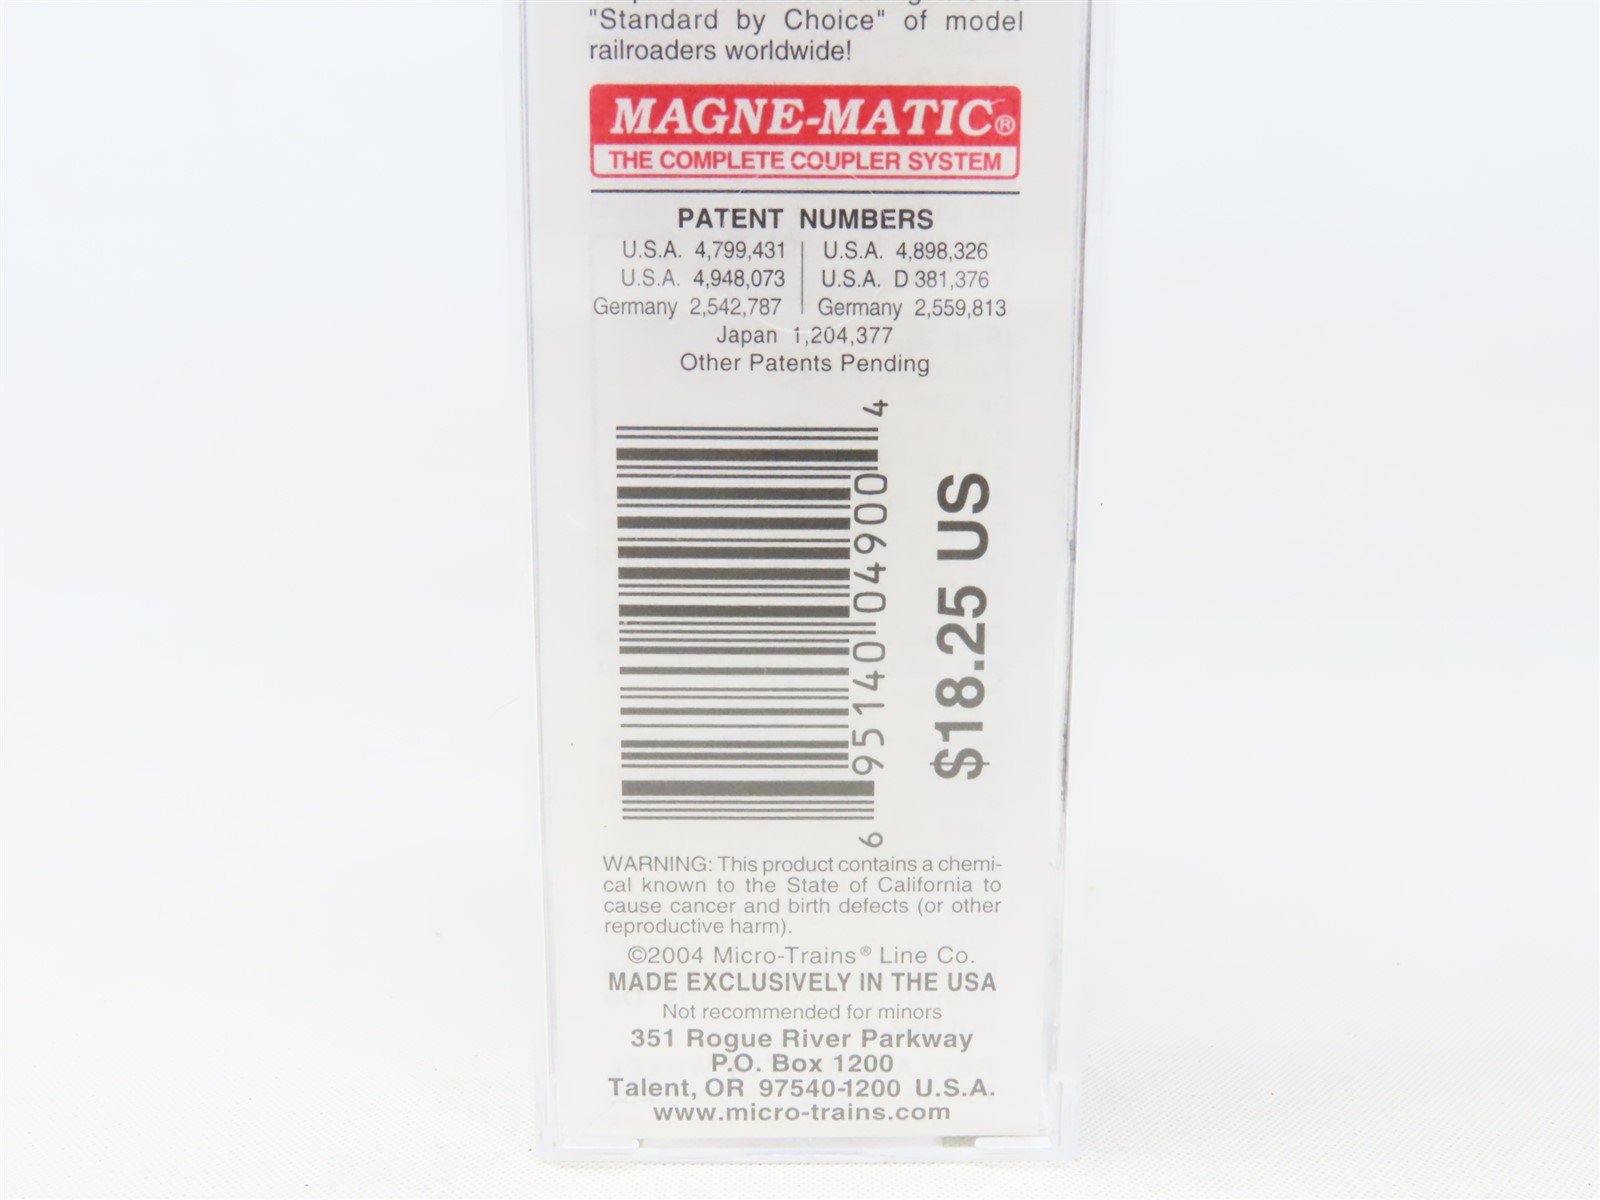 "Standard by Choice" of model
railroaders worldwide!
MAGNE-MATIC®
THE COMPLETE COUPLER SYSTEM
PATENT NUMBERS
U.S.A. 4,799,431 | U.S.A. 4,898,326
U.S.A. 4,948,073 | U.S.A. D 381,376
Germany 2,542,787 | Germany 2,559,813
Japan 1,204,377
Other Patents Pending
6 95140 04900 4
$18.25 US
WARNING: This product contains a chemi-
cal known to the State of California to
cause cancer and birth defects (or other
reproductive harm).
©2004 Micro-Trains® Line Co.
MADE EXCLUSIVELY IN THE USA
Not recommended for minors
351 Rogue River Parkway
P.O. Box 1200
Talent, OR 97540-1200 U.S.A.
www.micro-trains.com